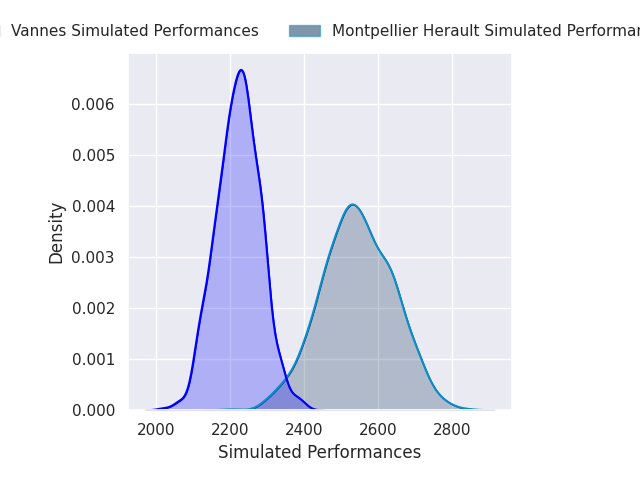 Vannes Simulated Performances
Montpellier Herault Simulated
0.006
0.005
0.004
0.003
0.002
0.001
0.000
Density
2000 2200 2400 2600 2800
Simulated Performances